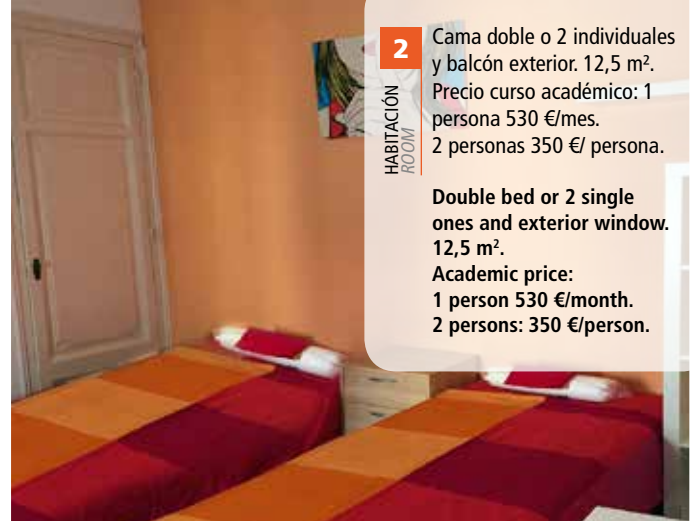 2
HABITACIÓN
ROOM
Cama doble o 2 individuales
y balcón exterior. 12,5 m².
Precio curso académico: 1
persona 530 €/mes.
2 personas 350 €/ persona.
Double bed or 2 single
ones and exterior window.
12,5 m².
Academic price:
1 person 530 €/month.
2 persons: 350 €/person.